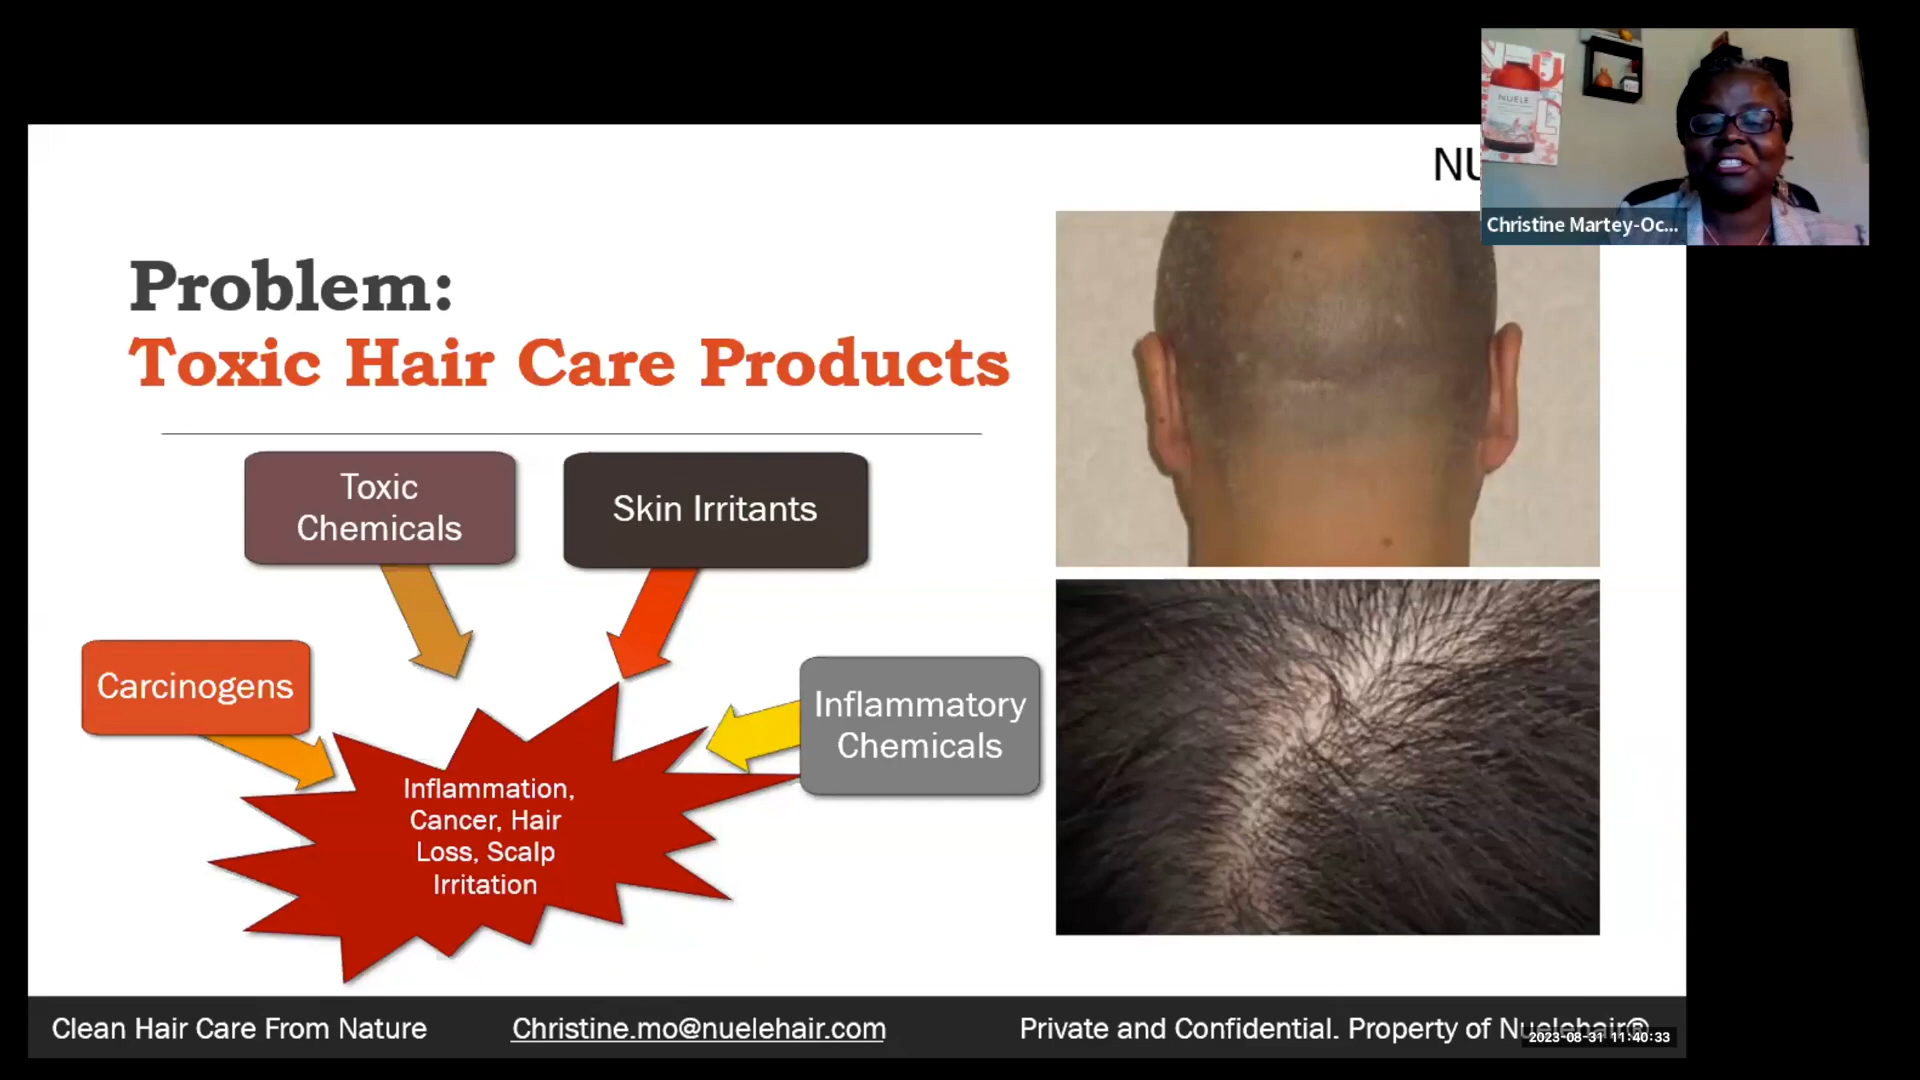 NUELE
NU
Christine Martey-Oc...
Problem:
Toxic Hair Care Products
Toxic
Chemicals
Skin Irritants
Carcinogens
Inflammatory
Chemicals
Inflammation,
Cancer, Hair
Loss, Scalp
Irritation
Clean Hair Care From Nature
Christine.mo@nuelehair.com
Private and Confidential. Property of Nuelehair®
2023-08-31 11:40:33